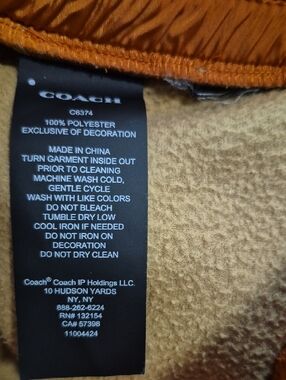 COACH
C6374
100% POLYESTER
EXCLUSIVE OF DECORATION
MADE IN CHINA
TURN GARMENT INSIDE OUT
PRIOR TO CLEANING
MACHINE WASH COLD,
GENTLE CYCLE
WASH WITH LIKE COLORS
DO NOT BLEACH
TUMBLE DRY LOW
COOL IRON IF NEEDED
DO NOT IRON ON
DECORATION
DO NOT DRY CLEAN
Coach® Coach IP Holdings LLC.
10 HUDSON YARDS
NY, NY
888-262-6224
RN# 132154
CA# 57398
11004424